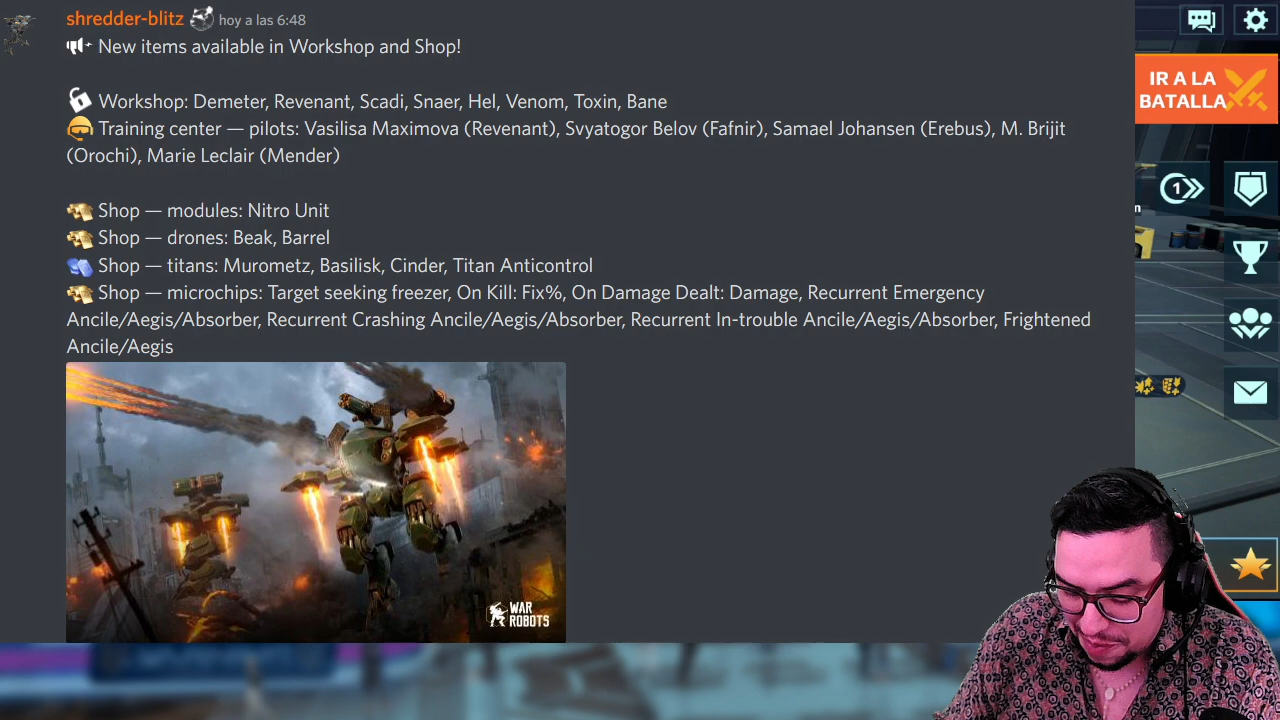 shredder-blitz hoy a las 6:48
New items available in Workshop and Shop!
Workshop: Demeter, Revenant, Scadi, Snaer, Hel, Venom, Toxin, Bane
Training center — pilots: Vasilisa Maximova (Revenant), Svyatogor Belov (Fafnir), Samael Johansen (Erebus), M. Brijit
(Orochi), Marie Leclair (Mender)
Shop — modules: Nitro Unit
Shop — drones: Beak, Barrel
Shop — titans: Murometz, Basilisk, Cinder, Titan Anticontrol
Shop — microchips: Target seeking freezer, On Kill: Fix%, On Damage Dealt: Damage, Recurrent Emergency
Ancile/Aegis/Absorber, Recurrent Crashing Ancile/Aegis/Absorber, Recurrent In-trouble Ancile/Aegis/Absorber, Frightened
Ancile/Aegis
WAR
ROBOTS
IR A LA
BATALLA
1